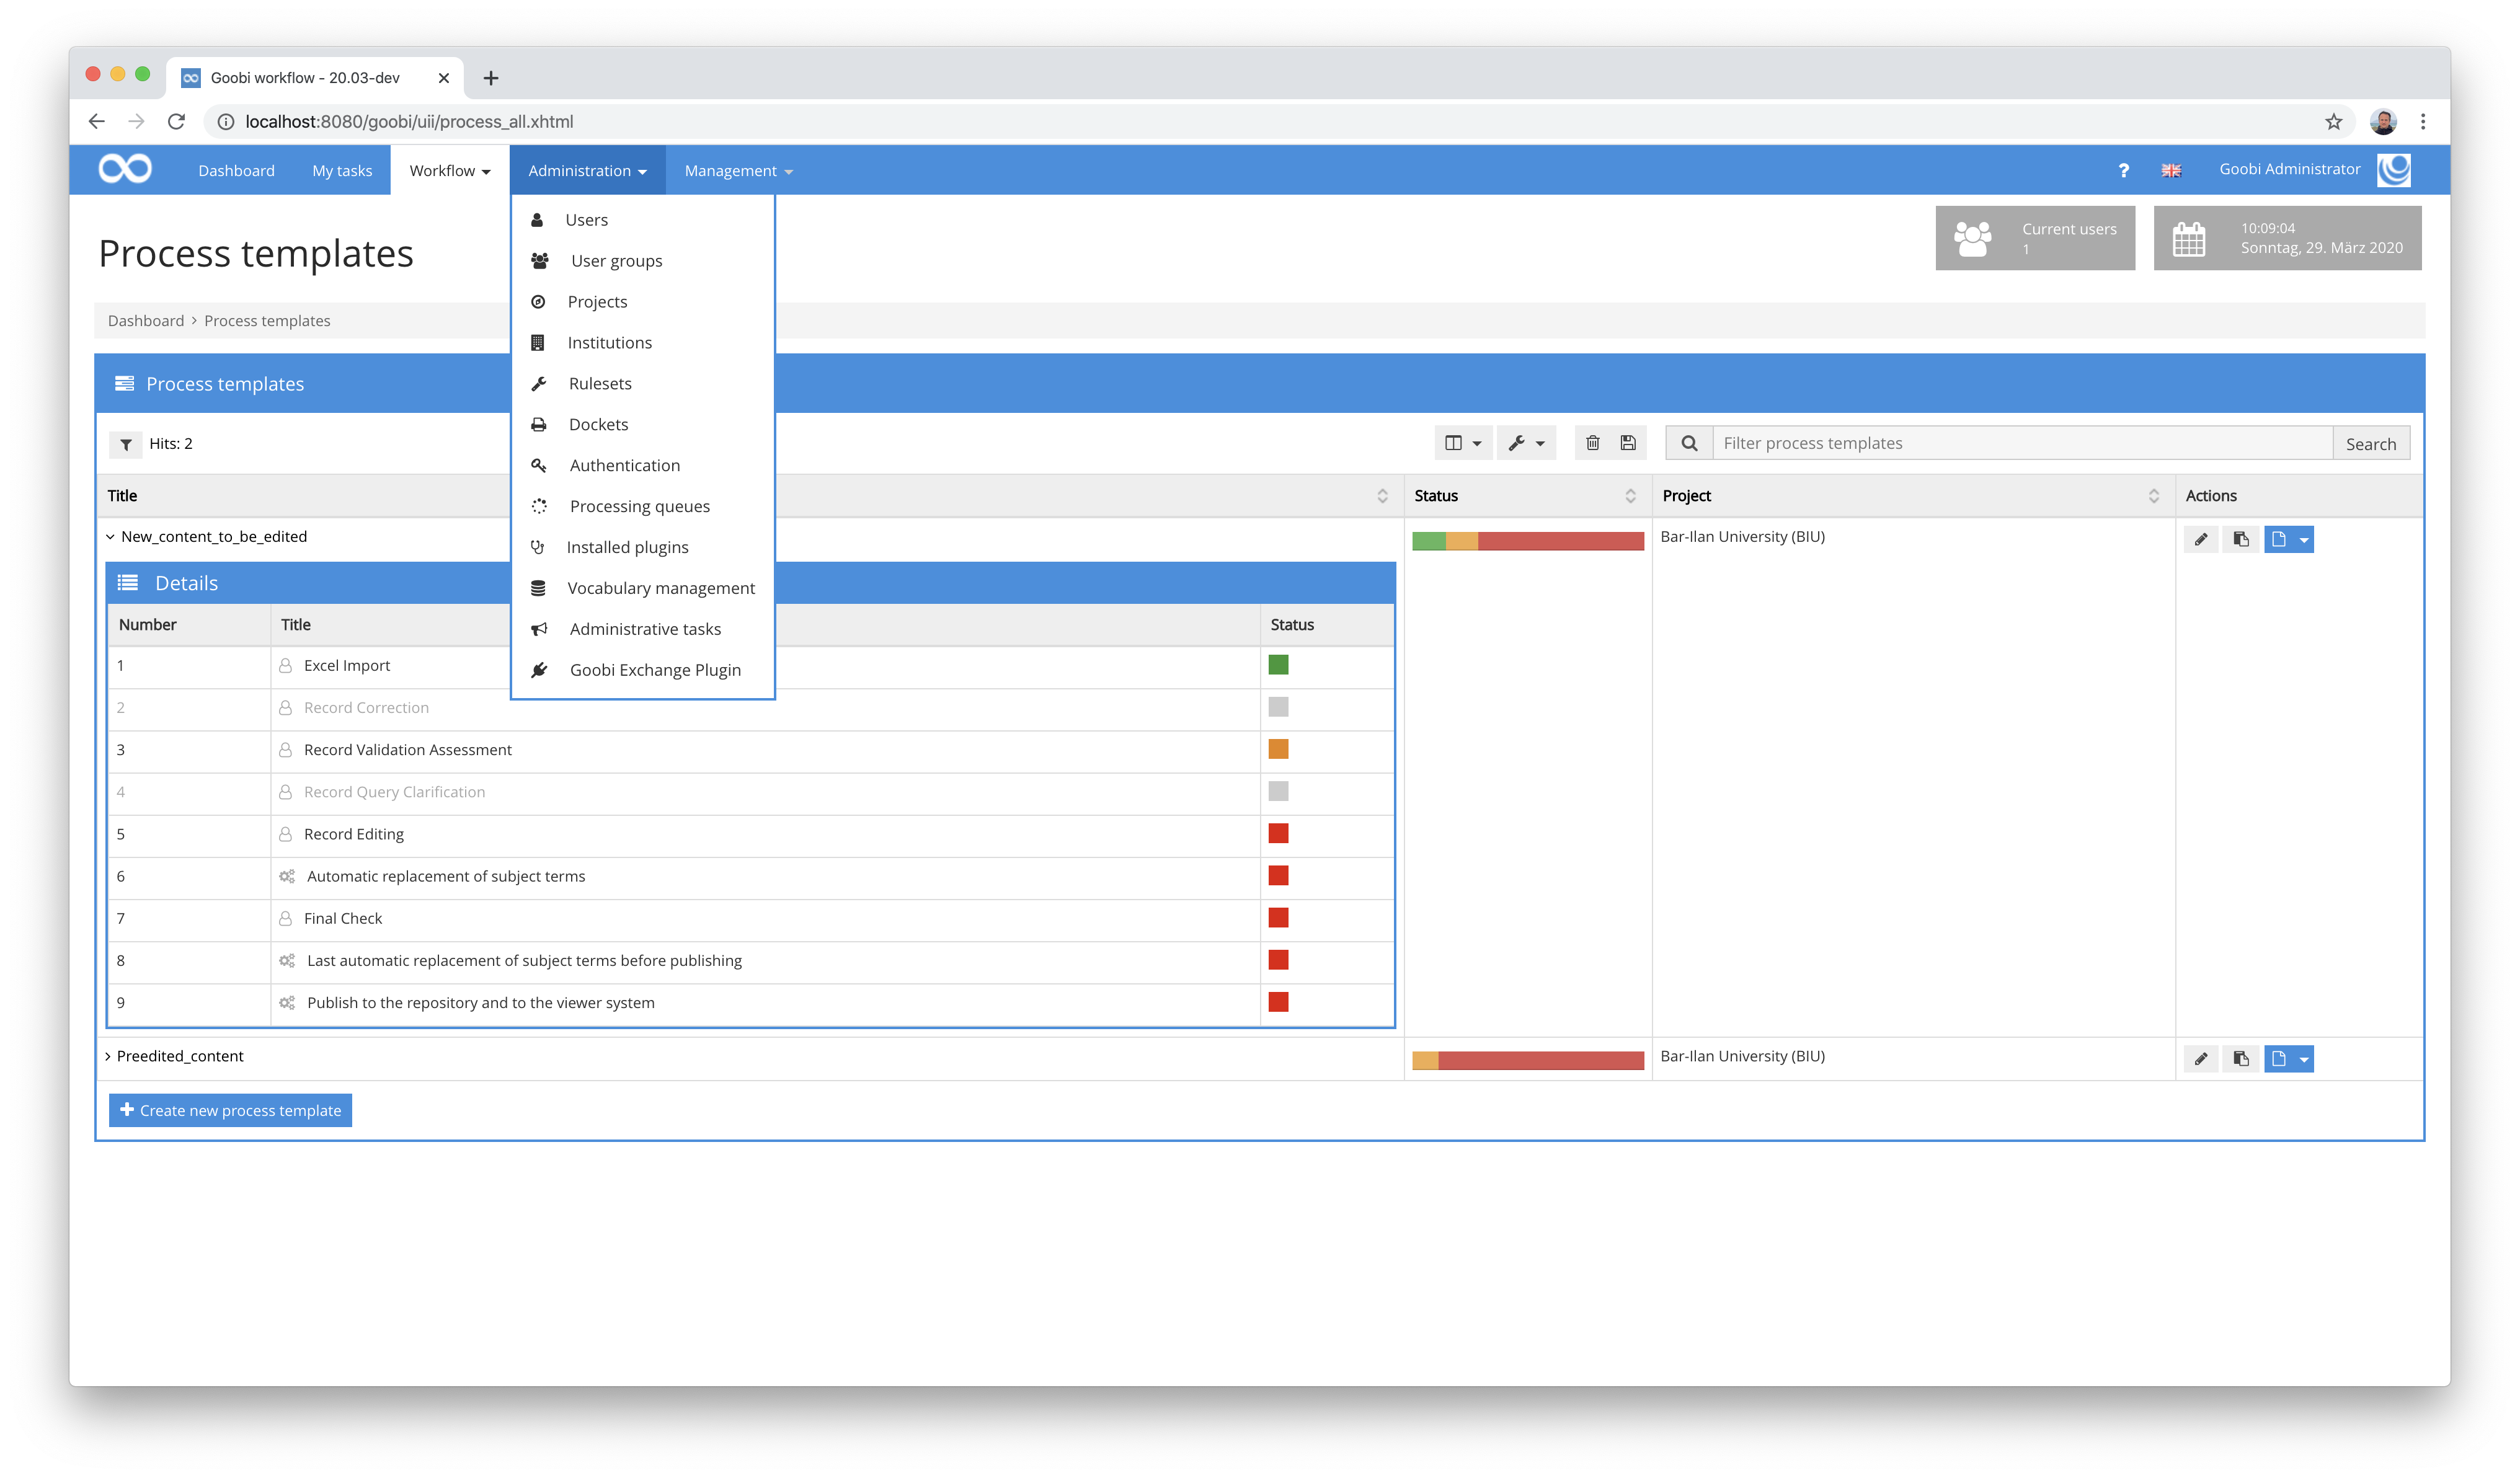 Goobi workflow - 20.03-dev
localhost:8080/goobi/uii/process_all.xhtml
Dashboard
My tasks
Workflow
Administration
Management
?
Goobi Administrator
Users
User groups
Projects
Institutions
Rulesets
Dockets
Authentication
Processing queues
Installed plugins
Vocabulary management
Administrative tasks
Goobi Exchange Plugin
Process templates
Current users
1
10:09:04
Sonntag, 29. März 2020
Dashboard > Process templates
Process templates
Hits: 2
Filter process templates
Search
Title
Status
Project
Actions
New_content_to_be_edited
Bar-Ilan University (BIU)
Details
Number
Title
Status
1 Excel Import
2 Record Correction
3 Record Validation Assessment
4 Record Query Clarification
5 Record Editing
6 Automatic replacement of subject terms
7 Final Check
8 Last automatic replacement of subject terms before publishing
9 Publish to the repository and to the viewer system
Preedited_content
Bar-Ilan University (BIU)
Create new process template